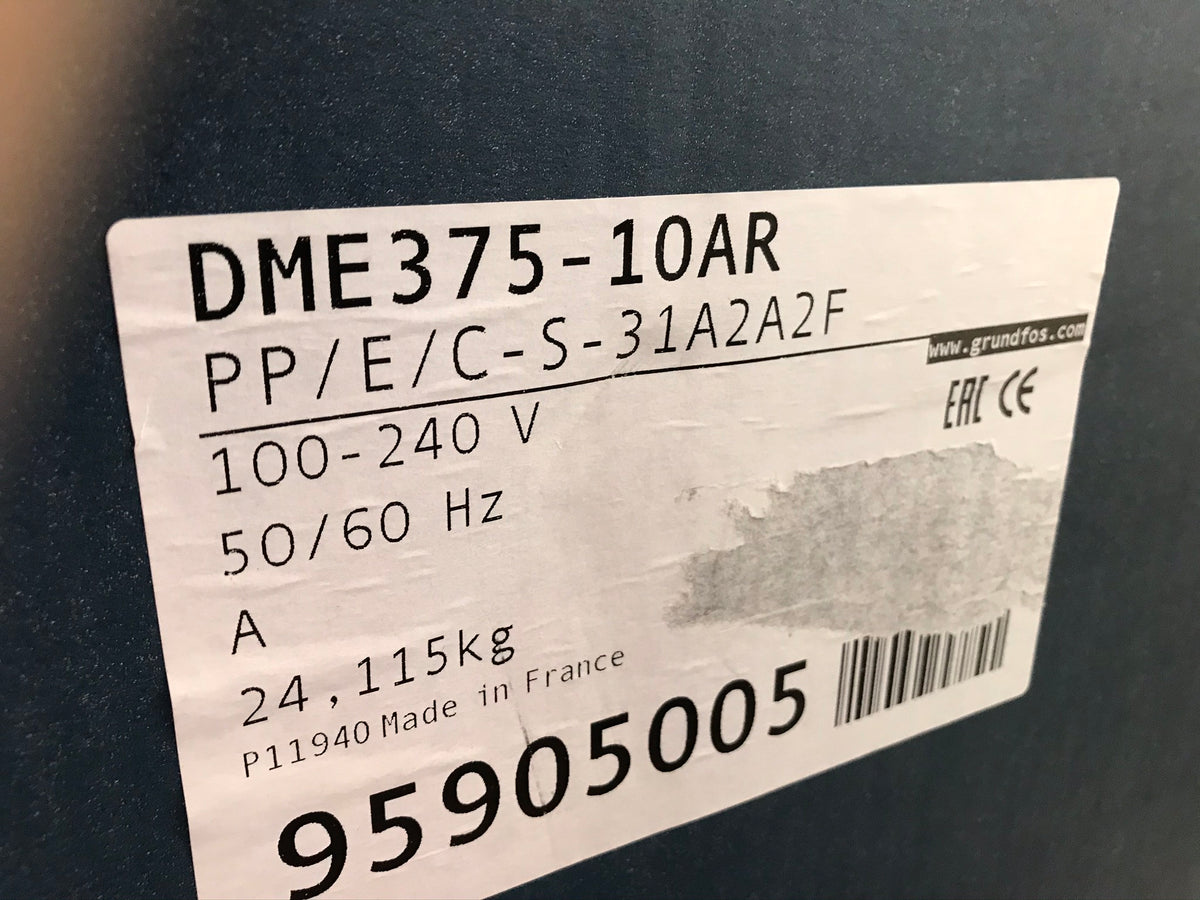 DME375-10AR
PP/E/C-S-31A2A2F
www.grundfos.com
EAC CE
100-240 V
50/60 Hz
A
24,115kg
P11940 Made in France
95905005